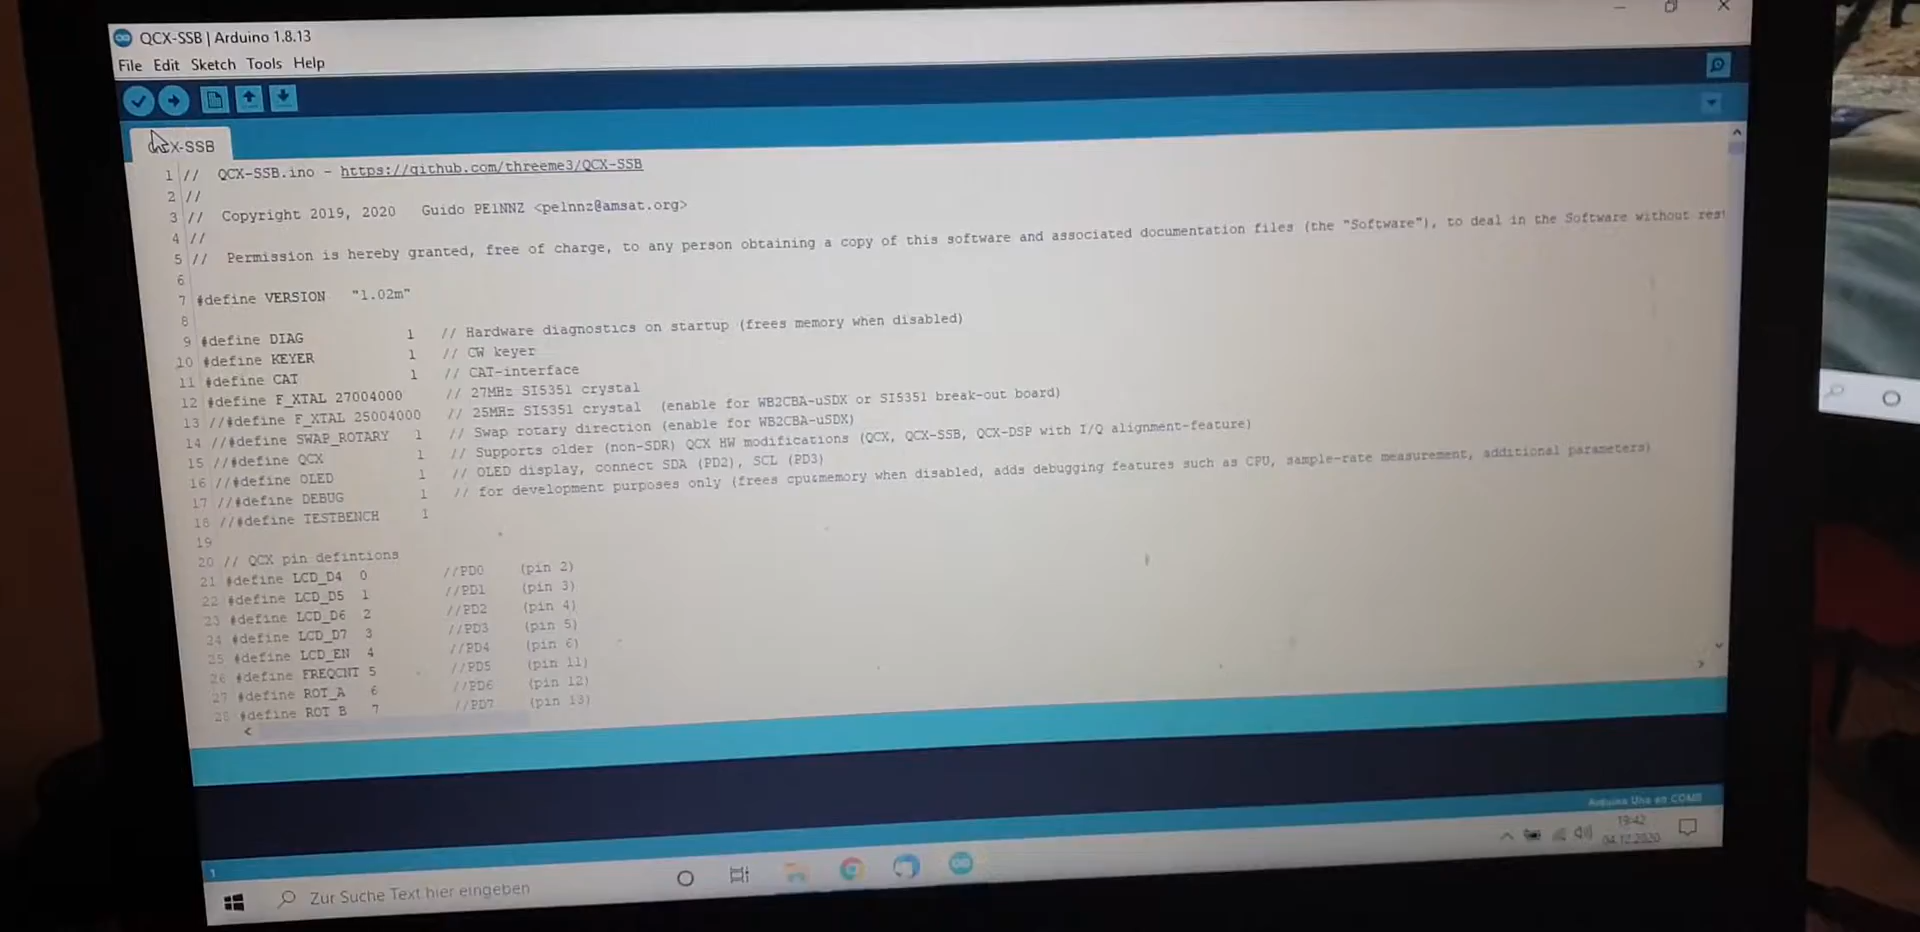 QCX-SSB | Arduino 1.8.13
File Edit Sketch Tools Help
QCX-SSB
1 // QCX-SSB.ino - https://github.com/threeme3/QCX-SSB
2 //
3 // Copyright 2019, 2020 Guido PE1NNZ <pe1nnz@amsat.org>
4 //
5 // Permission is hereby granted, free of charge, to any person obtaining a copy of this software and associated documentation files (the "Software"), to deal in the Software without rest
6
7 #define VERSION "1.02m"
8
9 #define DIAG 1 // Hardware diagnostics on startup (frees memory when disabled)
10 #define KEYER 1 // CW keyer
11 #define CAT 1 // CAT-interface
12 #define F_XTAL 27004000 // 27MHz SI5351 crystal
13 //#define F_XTAL 25004000 // 25MHz SI5351 crystal (enable for WB2CBA-uSDX or SI5351 break-out board)
14 //#define SWAP_ROTARY 1 // Swap rotary direction (enable for WB2CBA-uSDX)
15 //#define QCX 1 // Supports older (non-SDR) QCX HW modifications (QCX, QCX-SSB, QCX-DSP with I/Q alignment-feature)
16 //#define OLED 1 // OLED display, connect SDA (PD2), SCL (PD3)
17 //#define DEBUG 1 // for development purposes only (frees cpu&memory when disabled, adds debugging features such as CPU, sample-rate measurement, additional parameters)
18 //#define TESTBENCH 1
19
20 // QCX pin defintions
21 #define LCD_D4 0 //PD0 (pin 2)
22 #define LCD_D5 1 //PD1 (pin 3)
23 #define LCD_D6 2 //PD2 (pin 4)
24 #define LCD_D7 3 //PD3 (pin 5)
25 #define LCD_EN 4 //PD4 (pin 6)
26 #define FREQCNT 5 //PD5 (pin 11)
27 #define ROT_A 6 //PD6 (pin 12)
28 #define ROT_B 7 //PD7 (pin 13)
Arduino Uno on COM8
1
Zur Suche Text hier eingeben
19:42
04.12.2020